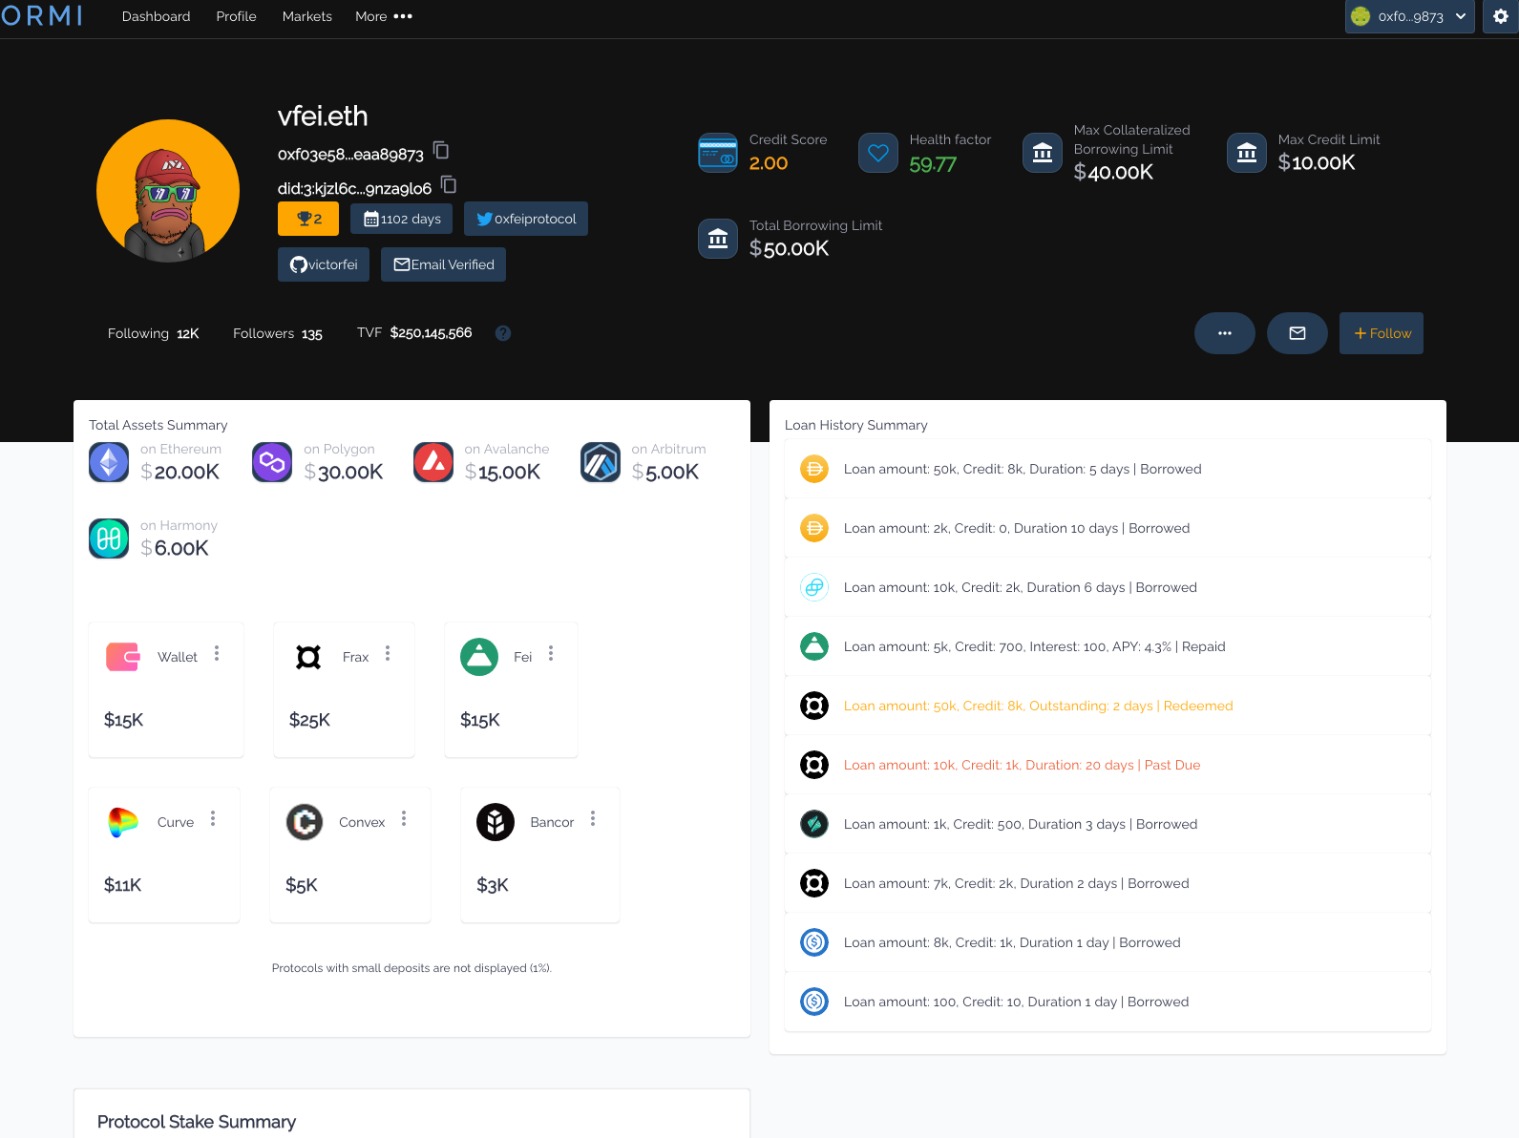 ORMI
Dashboard
Profile
Markets
More •••
0xf0...9873
vfei.eth
0xf03e58...eaa89873
did:3:kjzl6c...9nza9lo6
2
1102 days
0xfeiprotocol
victorfei
Email Verified
Credit Score
2.00
Health factor
59.77
Max Collateralized
Borrowing Limit
$40.00K
Max Credit Limit
$10.00K
Total Borrowing Limit
$50.00K
Following 12K
Followers 135
TVF $250,145,566
?
...
+ Follow
Total Assets Summary
on Ethereum
$20.00K
on Polygon
$30.00K
on Avalanche
$15.00K
on Arbitrum
$5.00K
on Harmony
$6.00K
Wallet
$15K
Frax
$25K
Fei
$15K
Curve
$11K
Convex
$5K
Bancor
$3K
Protocols with small deposits are not displayed (1%).
Loan History Summary
Loan amount: 50k, Credit: 8k, Duration: 5 days | Borrowed
Loan amount: 2k, Credit: 0, Duration 10 days | Borrowed
Loan amount: 10k, Credit: 2k, Duration 6 days | Borrowed
Loan amount: 5k, Credit: 700, Interest: 100, APY: 4.3% | Repaid
Loan amount: 50k, Credit: 8k, Outstanding: 2 days | Redeemed
Loan amount: 10k, Credit: 1k, Duration: 20 days | Past Due
Loan amount: 1k, Credit: 500, Duration 3 days | Borrowed
Loan amount: 7k, Credit: 2k, Duration 2 days | Borrowed
Loan amount: 8k, Credit: 1k, Duration 1 day | Borrowed
Loan amount: 100, Credit: 10, Duration 1 day | Borrowed
Protocol Stake Summary